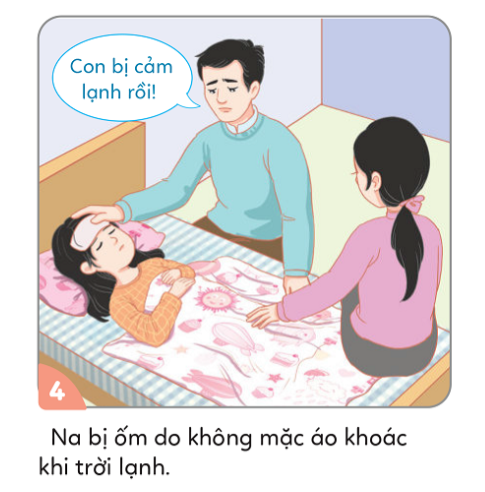 Con bị cảm
lạnh rồi!
4
Na bị ốm do không mặc áo khoác
khi trời lạnh.